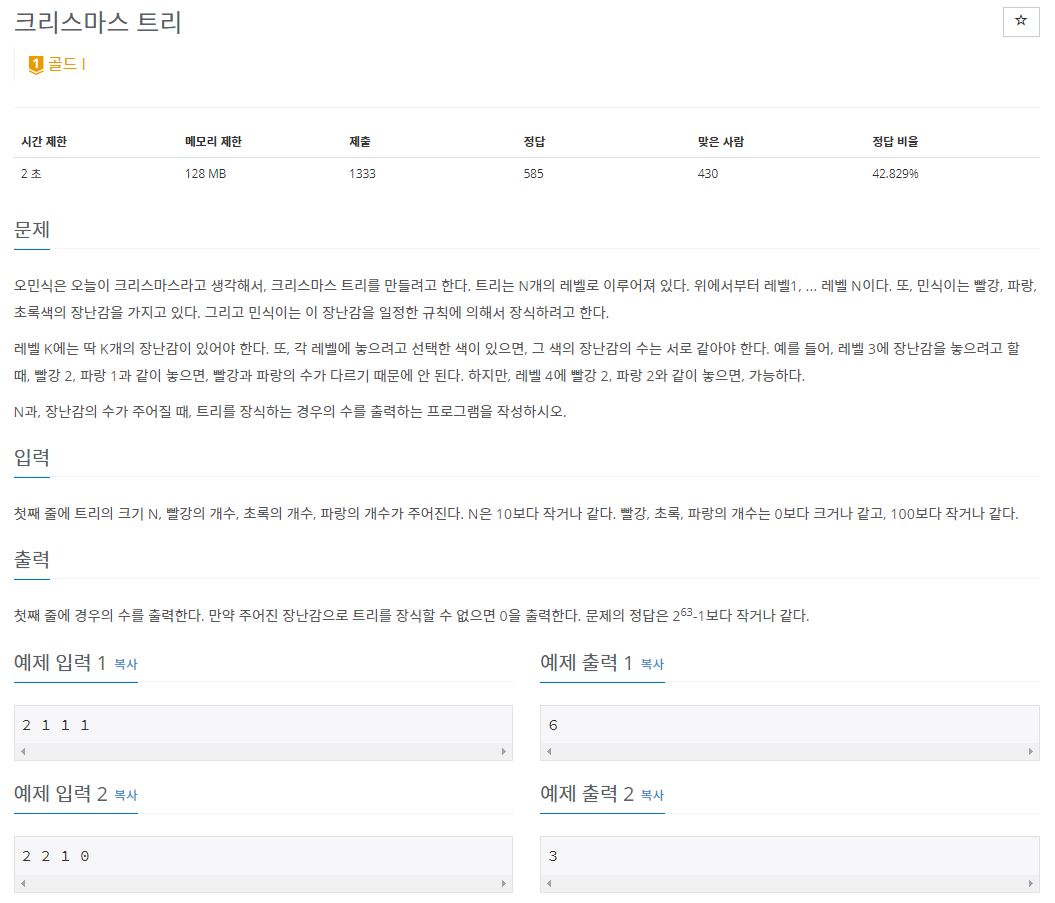 크리스마스 트리
☆
1 골드 I
시간 제한 메모리 제한 제출 정답 맞은 사람 정답 비율
2 초 128 MB 1333 585 430 42.829%
문제
오민식은 오늘이 크리스마스라고 생각해서, 크리스마스 트리를 만들려고 한다. 트리는 N개의 레벨로 이루어져 있다. 위에서부터 레벨1, ... 레벨 N이다. 또, 민식이는 빨강, 파랑,
초록색의 장난감을 가지고 있다. 그리고 민식이는 이 장난감을 일정한 규칙에 의해서 장식하려고 한다.
레벨 K에는 딱 K개의 장난감이 있어야 한다. 또, 각 레벨에 놓으려고 선택한 색이 있으면, 그 색의 장난감의 수는 서로 같아야 한다. 예를 들어, 레벨 3에 장난감을 놓으려고 할
때, 빨강 2, 파랑 1과 같이 놓으면, 빨강과 파랑의 수가 다르기 때문에 안 된다. 하지만, 레벨 4에 빨강 2, 파랑 2와 같이 놓으면, 가능하다.
N과, 장난감의 수가 주어질 때, 트리를 장식하는 경우의 수를 출력하는 프로그램을 작성하시오.
입력
첫째 줄에 트리의 크기 N, 빨강의 개수, 초록의 개수, 파랑의 개수가 주어진다. N은 10보다 작거나 같다. 빨강, 초록, 파랑의 개수는 0보다 크거나 같고, 100보다 작거나 같다.
출력
첫째 줄에 경우의 수를 출력한다. 만약 주어진 장난감으로 트리를 장식할 수 없으면 0을 출력한다. 문제의 정답은 2^63-1보다 작거나 같다.
예제 입력 1 복사
2 1 1 1
예제 출력 1 복사
6
예제 입력 2 복사
2 2 1 0
예제 출력 2 복사
3